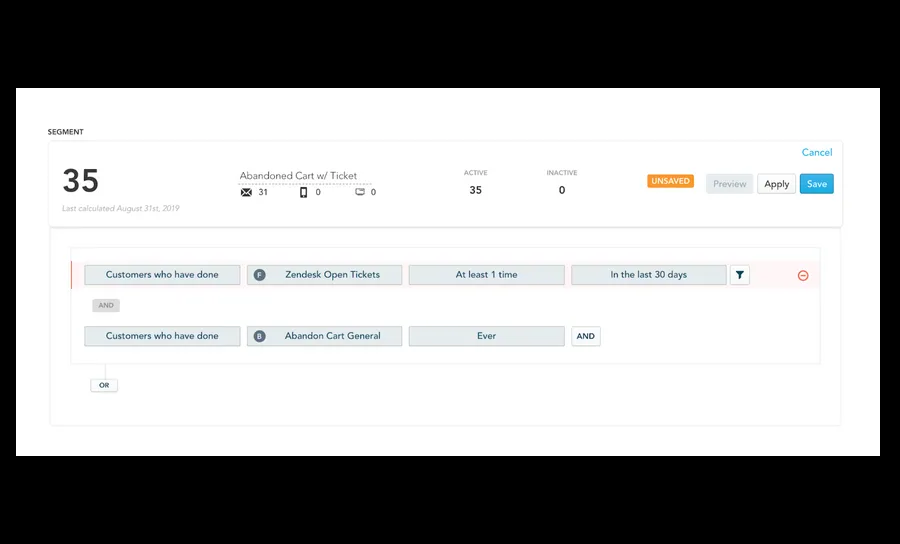 SEGMENT
Cancel
35
Abandoned Cart w/ Ticket
31 0 0
Last calculated August 31st, 2019
ACTIVE
35
INACTIVE
0
UNSAVED Preview Apply Save
Customers who have done F Zendesk Open Tickets At least 1 time In the last 30 days
AND
Customers who have done B Abandon Cart General Ever AND
OR